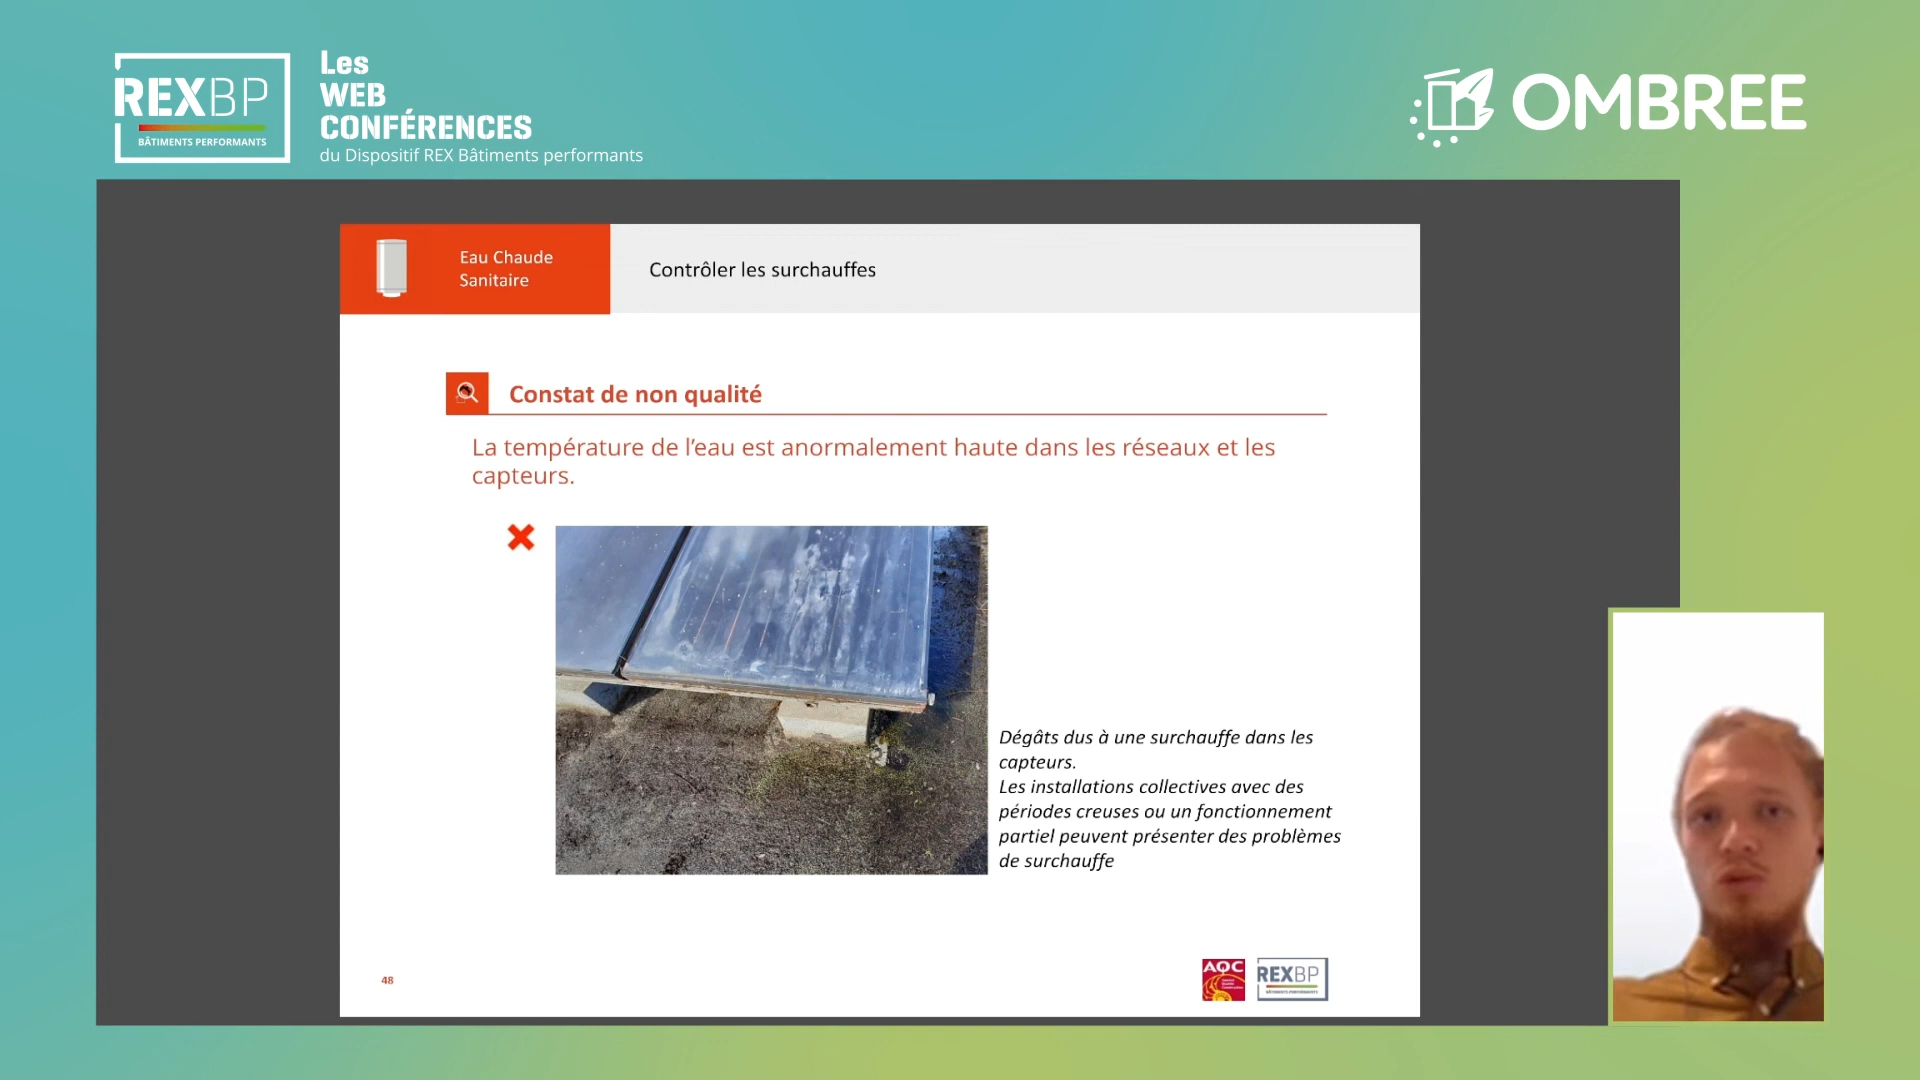 REXBP
BÂTIMENTS PERFORMANTS
Les
WEB
CONFÉRENCES
du Dispositif REX Bâtiments performants
OMBREE
Eau Chaude
Sanitaire
Contrôler les surchauffes
Constat de non qualité
La température de l’eau est anormalement haute dans les réseaux et les
capteurs.
Dégâts dus à une surchauffe dans les
capteurs.
Les installations collectives avec des
périodes creuses ou un fonctionnement
partiel peuvent présenter des problèmes
de surchauffe
48
AQC
REXBP
BÂTIMENTS PERFORMANTS